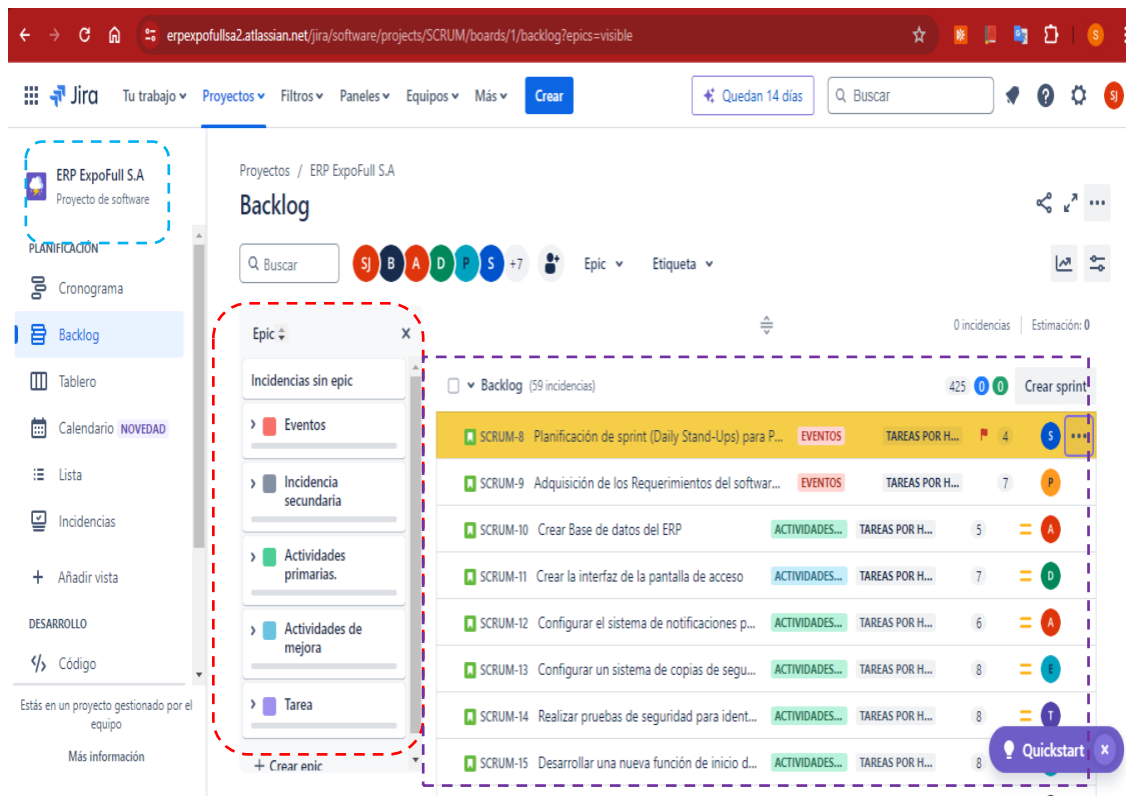 erpexpofullsa2.atlassian.net/jira/software/projects/SCRUM/boards/1/backlog?epics=visible
S
Jira Tu trabajo Proyectos Filtros Paneles Equipos Más Crear Quedan 14 días Buscar SJ
ERP ExpoFull S.A
Proyecto de software
PLANIFICACIÓN
Cronograma
Backlog
Tablero
Calendario NOVEDAD
Lista
Incidencias
Añadir vista
DESARROLLO
Código
Estás en un proyecto gestionado por el
equipo
Más información
Proyectos / ERP ExpoFull S.A
Backlog
Buscar SJ B A D P S +7 Epic Etiqueta
Epic
Incidencias sin epic
Eventos
Incidencia
secundaria
Actividades
primarias.
Actividades de
mejora
Tarea
+ Crear epic
0 incidencias Estimación: 0
Backlog (59 incidencias) 425 0 0 Crear sprint
SCRUM-8 Planificación de sprint (Daily Stand-Ups) para P... EVENTOS TAREAS POR H... 4 S
SCRUM-9 Adquisición de los Requerimientos del softwar... EVENTOS TAREAS POR H... 7 P
SCRUM-10 Crear Base de datos del ERP ACTIVIDADES... TAREAS POR H... 5 A
SCRUM-11 Crear la interfaz de la pantalla de acceso ACTIVIDADES... TAREAS POR H... 7 D
SCRUM-12 Configurar el sistema de notificaciones p... ACTIVIDADES... TAREAS POR H... 6 A
SCRUM-13 Configurar un sistema de copias de segu... ACTIVIDADES... TAREAS POR H... 8 E
SCRUM-14 Realizar pruebas de seguridad para ident... ACTIVIDADES... TAREAS POR H... 8 T
SCRUM-15 Desarrollar una nueva función de inicio d... ACTIVIDADES... TAREAS POR H... 8
Quickstart